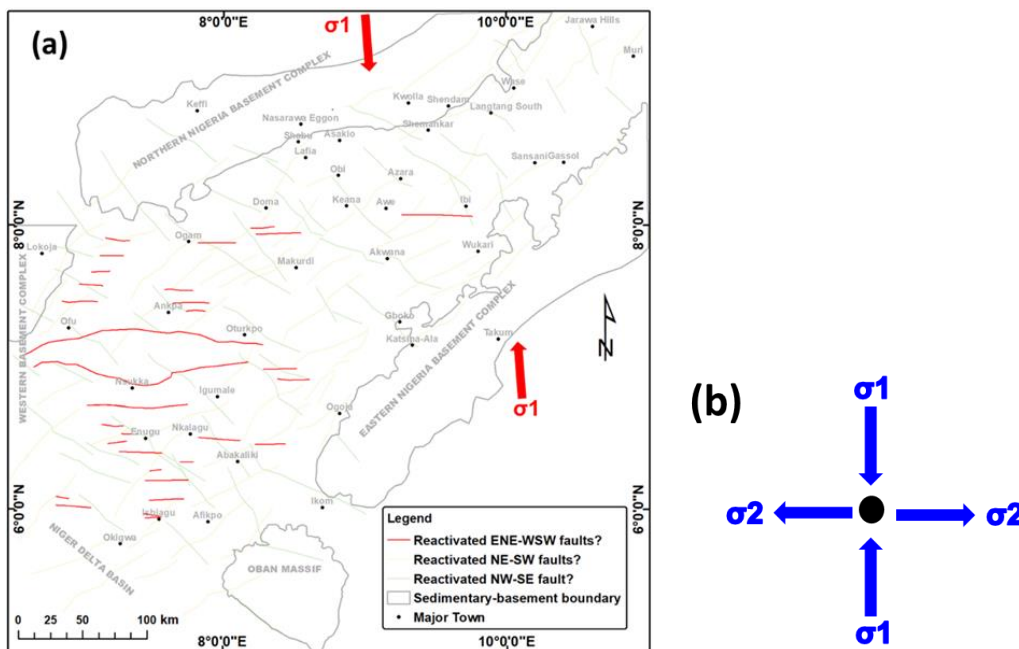 (a)
8°0'0"E
10°0'0"E
σ1
Jarawa Hills
Muri
NORTHERN NIGERIA BASEMENT COMPLEX
Keffi
Wase
Kwolla
Shendam
Langtang South
Nasarawa Eggon
Shemankar
Shabu
Asakio
Lafia
Sansani
Gassol
Obi
Azara
Doma
Keana
Awe
Ibi
8°0'0"N
8°0'0"N
Ogam
Lokoja
Akwana
Wukari
Makurdi
WESTERN BASEMENT COMPLEX
Ankpa
Gboko
Ofu
Oturkpo
Katsina-Ala
Takum
EASTERN NIGERIA BASEMENT COMPLEX
N
Nsukka
Igumale
Ogoja
σ1
Enugu
Nkalagu
Abakaliki
6°0'0"N
6°0'0"N
Ikom
Ishiagu
Afikpo
Okigwa
NIGER DELTA BASIN
OBAN MASSIF
Legend
Reactivated ENE-WSW faults?
Reactivated NE-SW faults?
Reactivated NW-SE fault?
Sedimentary-basement boundary
Major Town
0 25 50 100 km
8°0'0"E
10°0'0"E
(b)
σ1
σ2
σ2
σ1